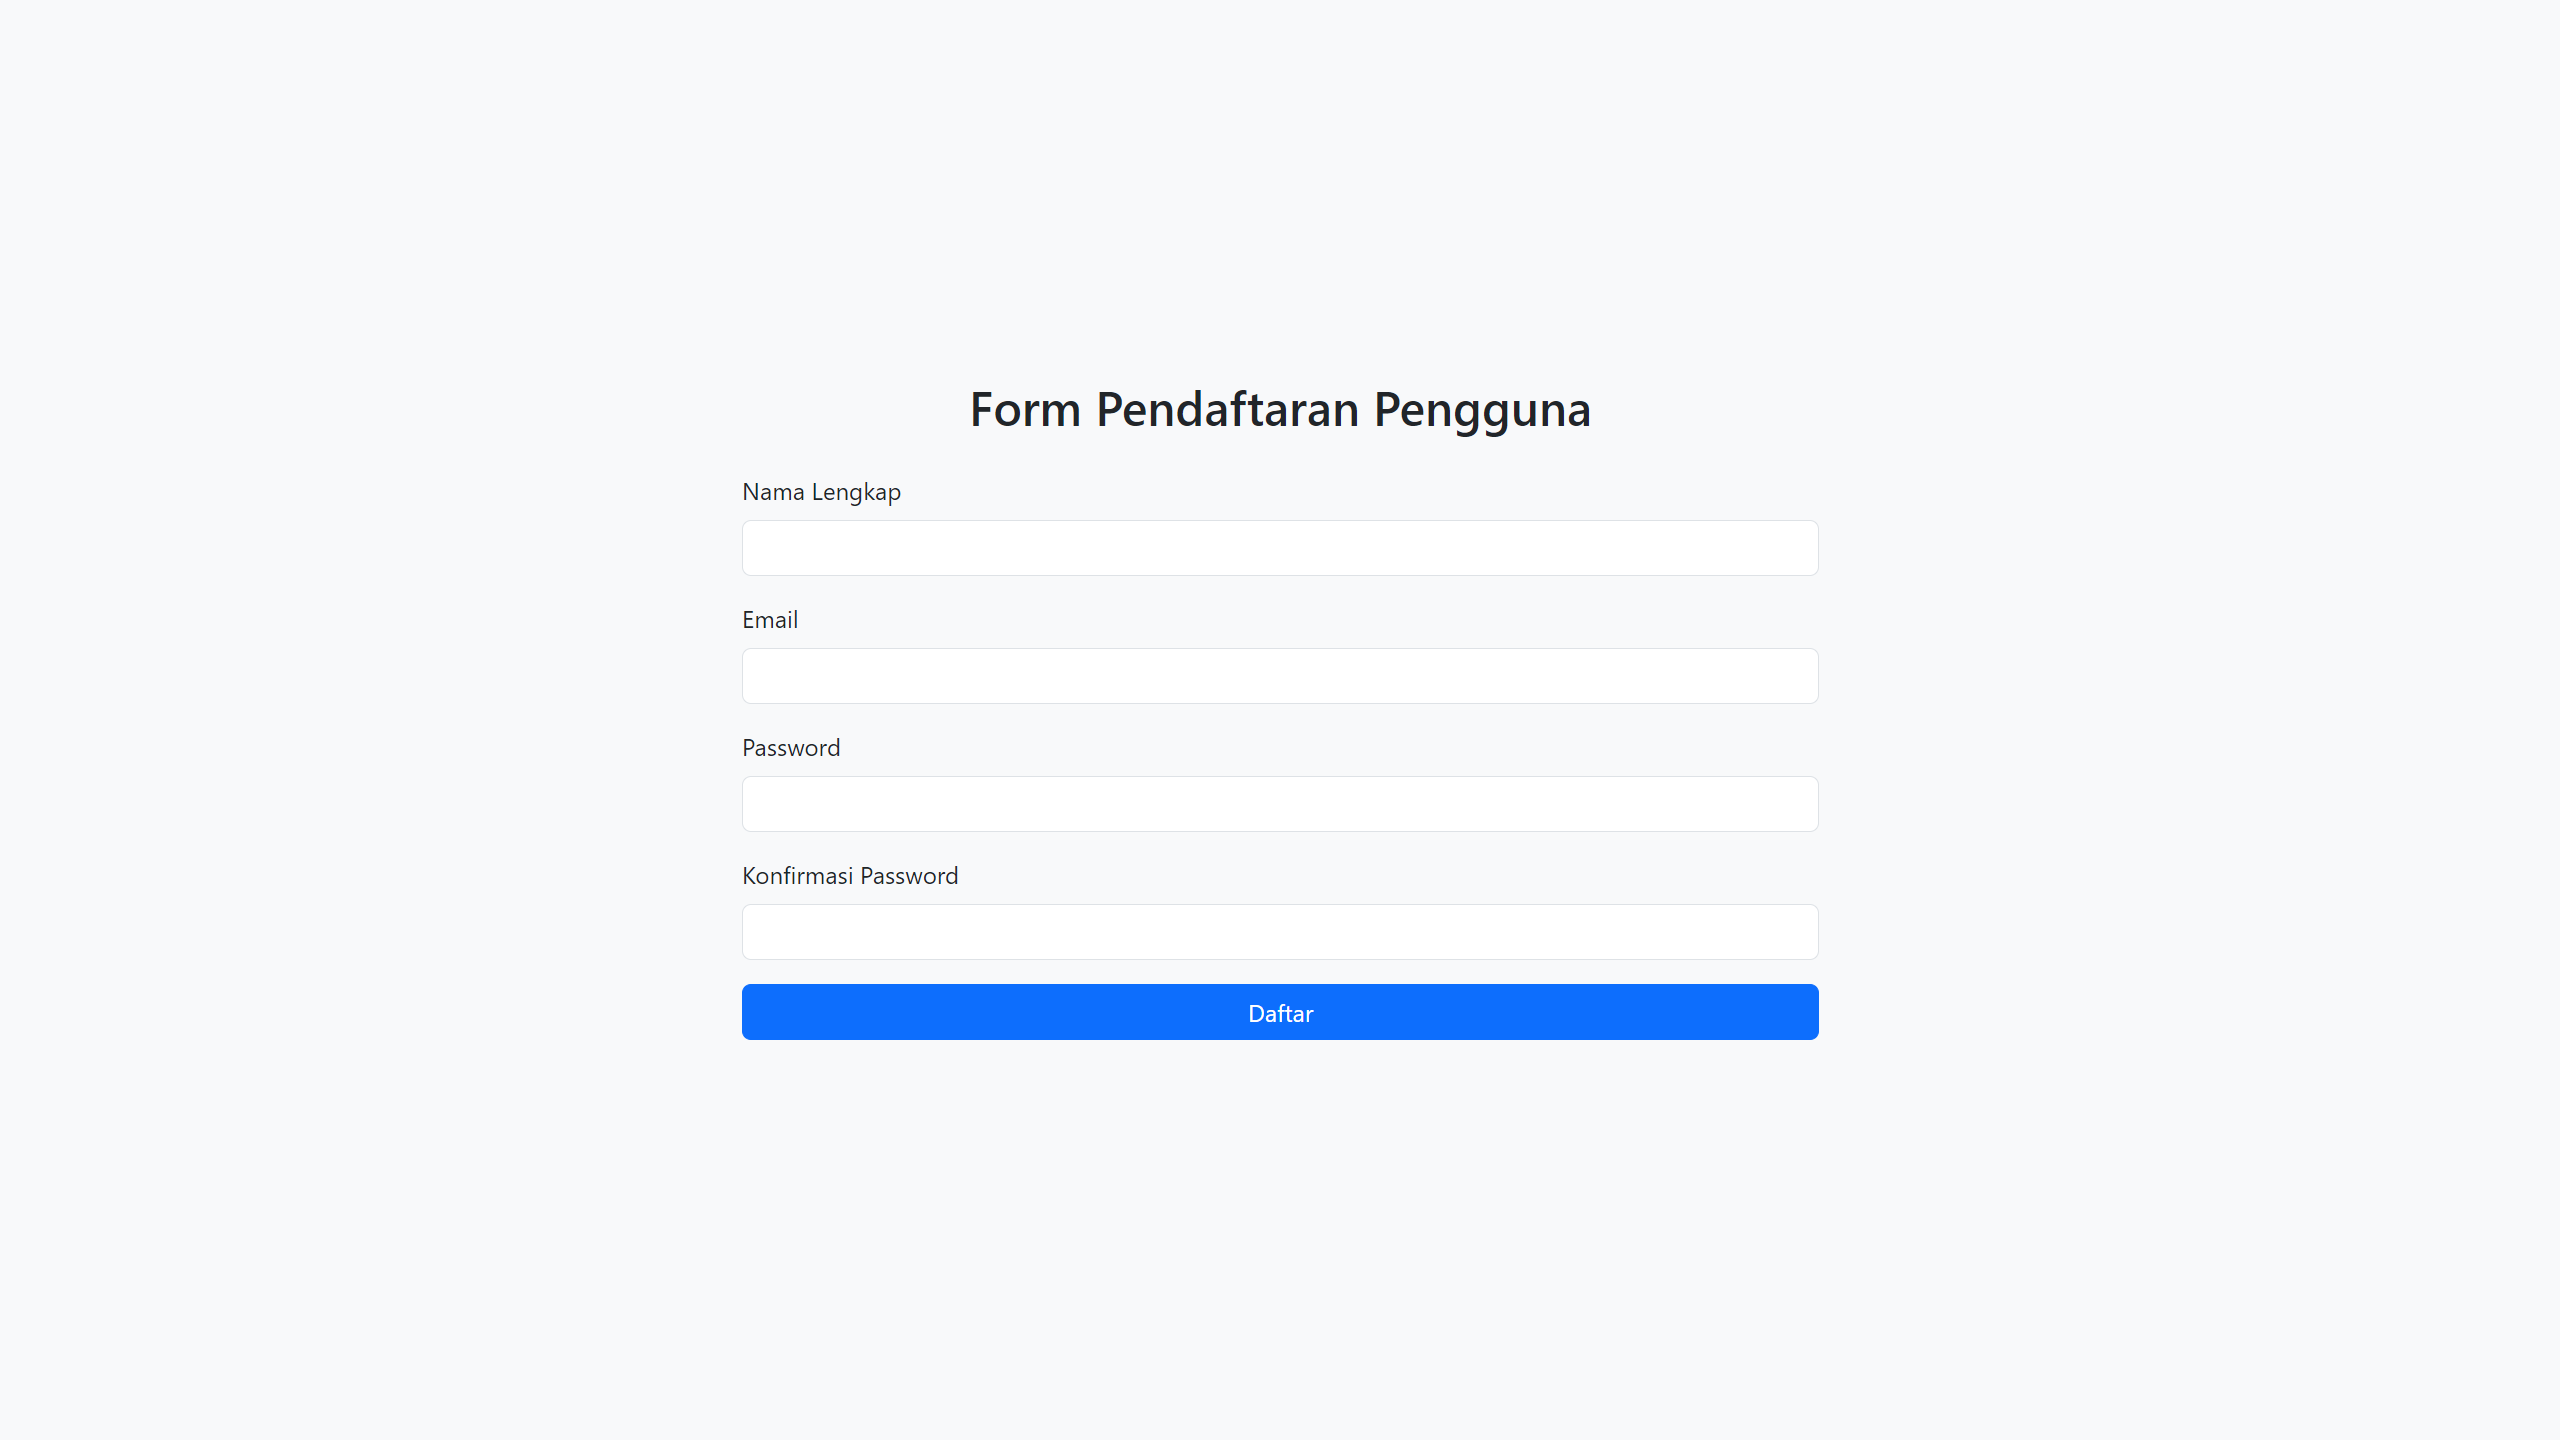 Form Pendaftaran Pengguna
Nama Lengkap
Email
Password
Konfirmasi Password
Daftar